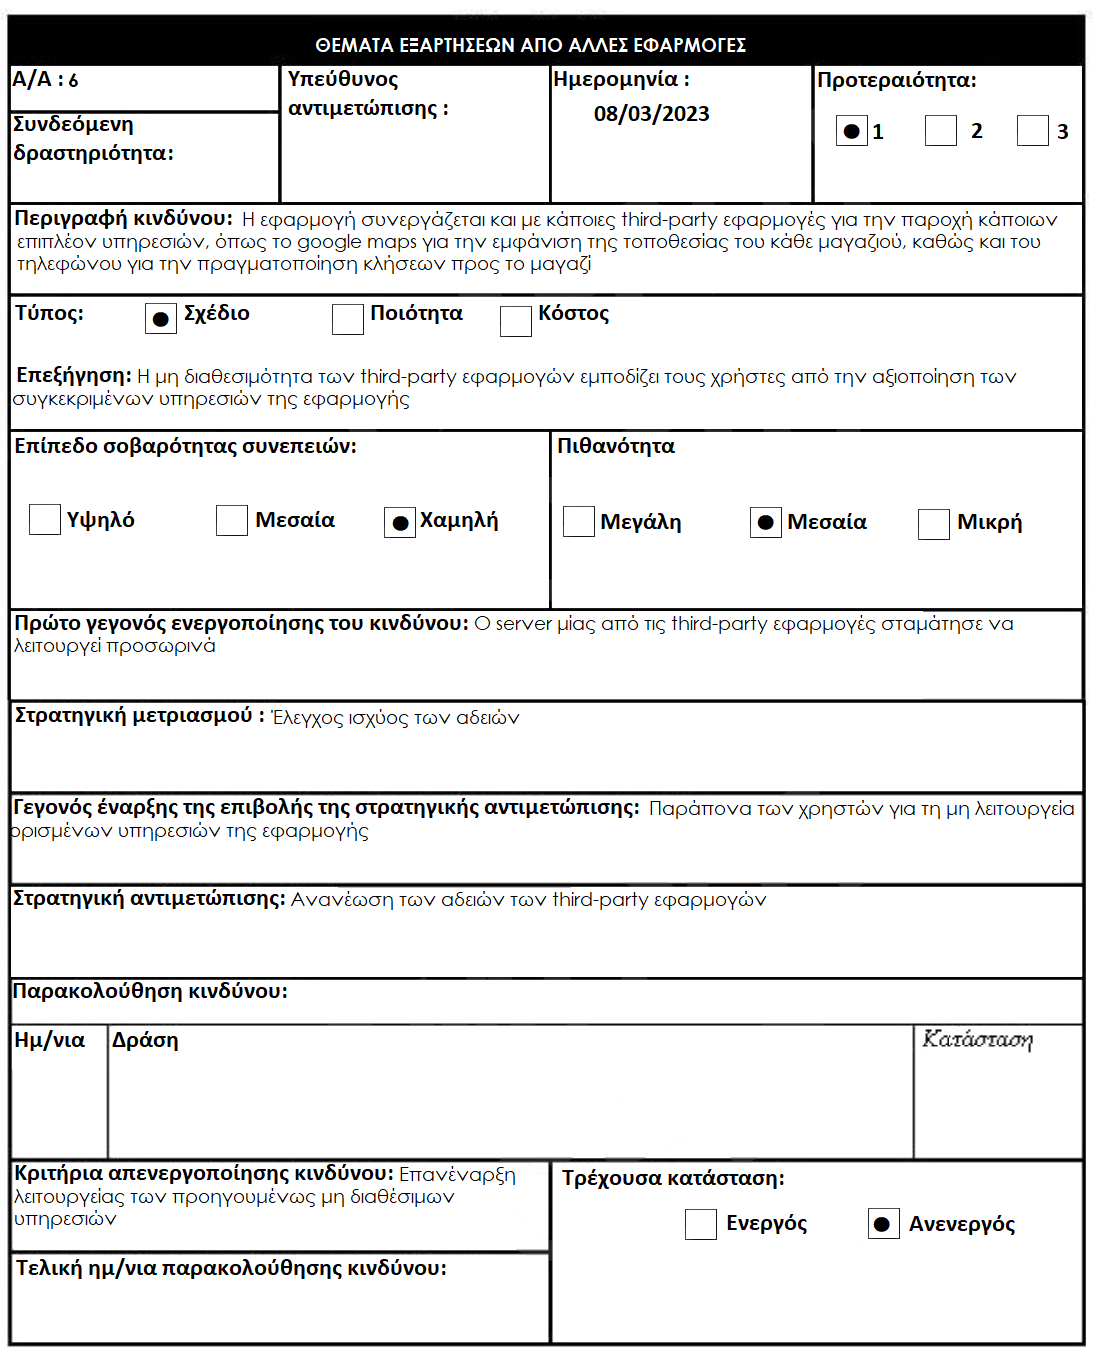 ΘΕΜΑΤΑ ΕΞΑΡΤΗΣΕΩΝ ΑΠΟ ΑΛΛΕΣ ΕΦΑΡΜΟΓΕΣ
Α/Α : 6
Συνδεόμενη
δραστηριότητα:
Υπεύθυνος
αντιμετώπισης :
Ημερομηνία :
08/03/2023
Προτεραιότητα:
1 2 3
Περιγραφή κινδύνου: Η εφαρμογή συνεργάζεται και με κάποιες third-party εφαρμογές για την παροχή κάποιων
επιπλέον υπηρεσιών, όπως το google maps για την εμφάνιση της τοποθεσίας του κάθε μαγαζιού, καθώς και του
τηλεφώνου για την πραγματοποίηση κλήσεων προς το μαγαζί
Τύπος: Σχέδιο Ποιότητα Κόστος
Επεξήγηση: Η μη διαθεσιμότητα των third-party εφαρμογών εμποδίζει τους χρήστες από την αξιοποίηση των
συγκεκριμένων υπηρεσιών της εφαρμογής
Επίπεδο σοβαρότητας συνεπειών:
Υψηλό Μεσαία Χαμηλή
Πιθανότητα
Μεγάλη Μεσαία Μικρή
Πρώτο γεγονός ενεργοποίησης του κινδύνου: Ο server μίας από τις third-party εφαρμογές σταμάτησε να
λειτουργεί προσωρινά
Στρατηγική μετριασμού : Έλεγχος ισχύος των αδειών
Γεγονός έναρξης της επιβολής της στρατηγικής αντιμετώπισης: Παράπονα των χρηστών για τη μη λειτουργεία
ορισμένων υπηρεσιών της εφαρμογής
Στρατηγική αντιμετώπισης: Ανανέωση των αδειών των third-party εφαρμογών
Παρακολούθηση κινδύνου:
Ημ/νια Δράση Κατάσταση
Κριτήρια απενεργοποίησης κινδύνου: Επανέναρξη
λειτουργείας των προηγουμένως μη διαθέσιμων
υπηρεσιών
Τελική ημ/νια παρακολούθησης κινδύνου:
Τρέχουσα κατάσταση:
Ενεργός Ανενεργός